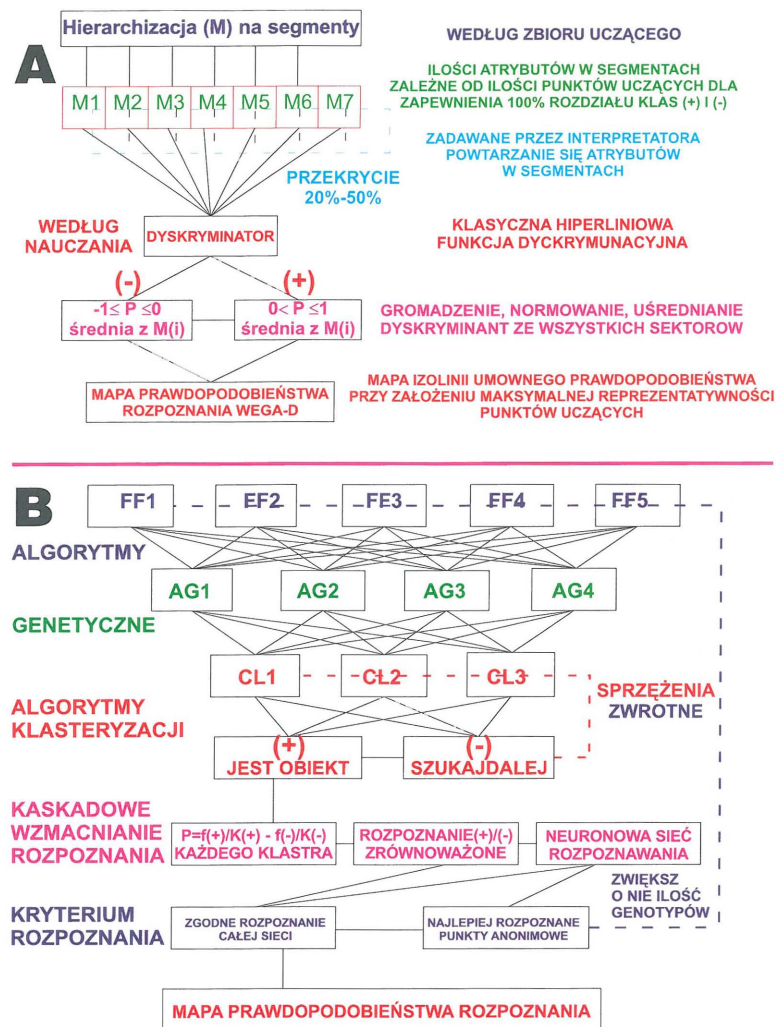 Hierarchizacja (M) na segmenty
WEDŁUG ZBIORU UCZĄCEGO
A
ILOŚCI ATRYBUTÓW W SEGMENTACH
ZALEŻNE OD ILOŚCI PUNKTÓW UCZĄCYCH DLA
ZAPEWNIENIA 100% ROZDZIAŁU KLAS (+) I (-)
M1 M2 M3 M4 M5 M6 M7
ZADAWANE PRZEZ INTERPRETATORA
POWTARZANIE SIĘ ATRYBUTÓW
W SEGMENTACH
PRZEKRYCIE
20%-50%
WEDŁUG
NAUCZANIA
DYSKRYMINATOR
KLASYCZNA HIPERLINIOWA
FUNKCJA DYCKRYMUNACYJNA
(-) (+)
-1≤ P ≤0
średnia z M(i)
0< P ≤1
średnia z M(i)
GROMADZENIE, NORMOWANIE, UŚREDNIANIE
DYSKRYMINANT ZE WSZYSTKICH SEKTOROW
MAPA PRAWDPODOBIEŃSTWA
ROZPOZNANIA WEGA-D
MAPA IZOLINII UMOWNEGO PRAWDOPODOBIEŃSTWA
PRZY ZAŁOŻENIU MAKSYMALNEJ REPREZENTATYWNOŚCI
PUNKTÓW UCZĄCYCH
B
FF1 EF2 FE3 FF4 FF5
ALGORYTMY
AG1 AG2 AG3 AG4
GENETYCZNE
CL1 CL2 CL3
ALGORYTMY
KLASTERYZACJI
SPRZĘŻENIA
ZWROTNE
(+)
JEST OBIEKT
(-)
SZUKAJDALEJ
KASKADOWE
WZMACNIANIE
ROZPOZNANIA
P=f(+)/K(+) - f(-)/K(-)
KAŻDEGO KLASTRA
ROZPOZNANIE(+)/(-)
ZRÓWNOWAŻONE
NEURONOWA SIEĆ
ROZPOZNAWANIA
ZWIĘKSZ
O NIE ILOŚĆ
GENOTYPÓW
KRYTERIUM
ROZPOZNANIA
ZGODNE ROZPOZNANIE
CAŁEJ SIECI
NAJLEPIEJ ROZPOZNANE
PUNKTY ANONIMOWE
MAPA PRAWDPODOBIEŃSTWA ROZPOZNANIA